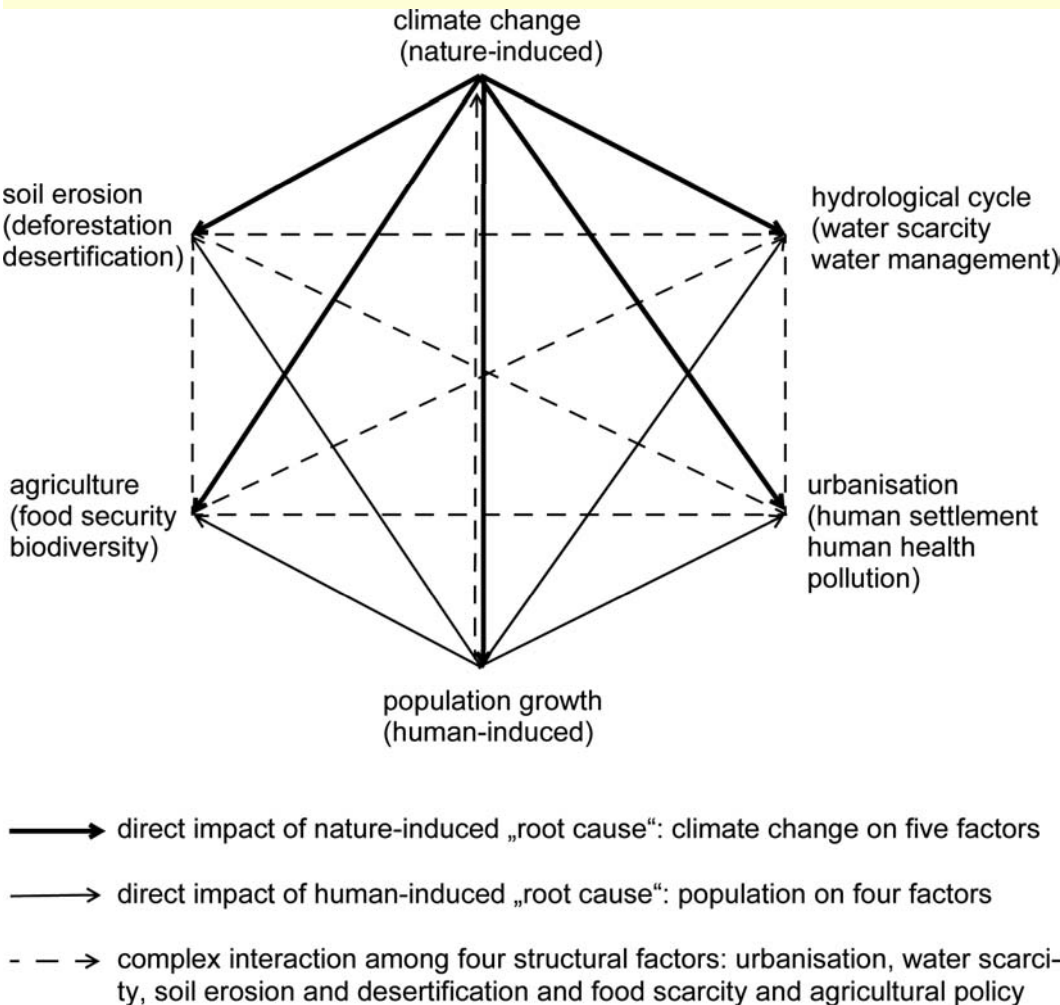 climate change
(nature-induced)
soil erosion
(deforestation
desertification)
hydrological cycle
(water scarcity
water management)
agriculture
(food security
biodiversity)
urbanisation
(human settlement
human health
pollution)
population growth
(human-induced)
direct impact of nature-induced „root cause“: climate change on five factors
direct impact of human-induced „root cause“: population on four factors
complex interaction among four structural factors: urbanisation, water scarci-
ty, soil erosion and desertification and food scarcity and agricultural policy